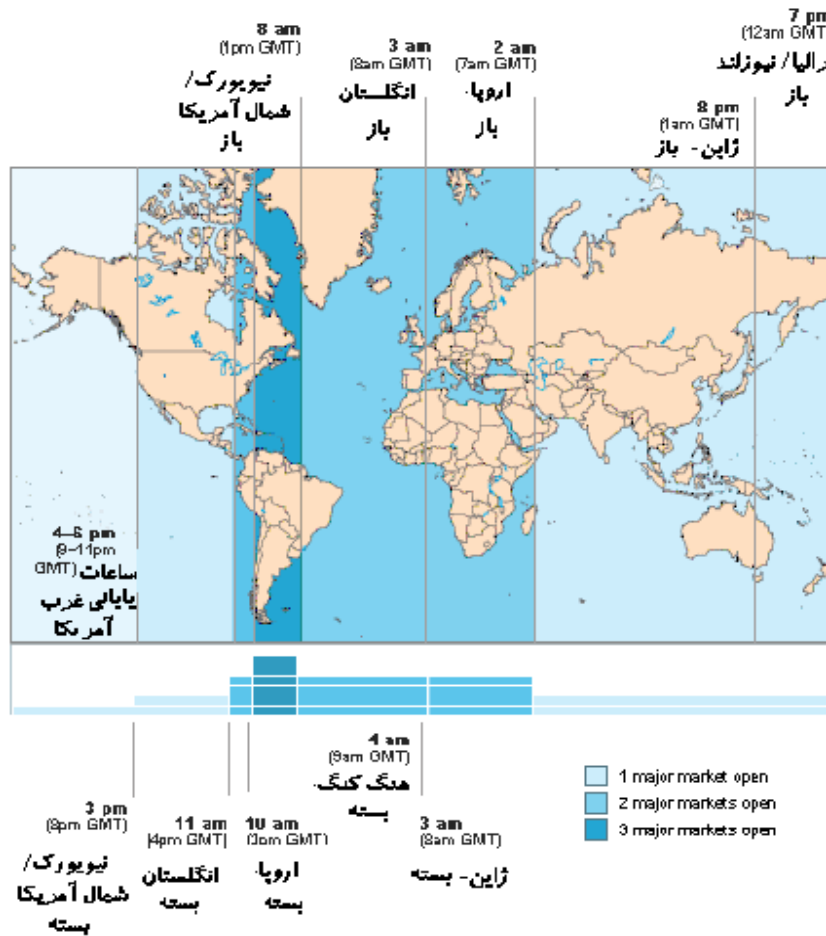 8 am
(1pm GMT)
نیویورک/
شمال آمریکا
باز
3 am
(8am GMT)
انگلستان
باز
2 am
(7am GMT)
اروپا-
باز
7 pm
(12am GMT)
رالیا/ نیوزلند
باز
8 pm
(1am GMT)
ژاپن- باز
4–6 pm
(9–11pm
GMT) ساعات
پایانی غرب
آمریکا
3 pm
(8pm GMT)
نیویورک/
شمال آمریکا
بسته
11 am
(4pm GMT)
انگلستان
بسته
10 am
(3pm GMT)
اروپا-
بسته
4 am
(9am GMT)
هنگ کنگ-
بسته
3 am
(8am GMT)
ژاپن- بسته
1 major market open
2 major markets open
3 major markets open